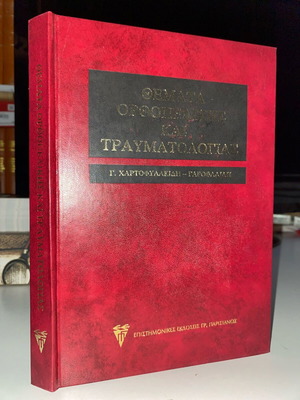 ΘΕΜΑΤΑ
ΟΡΘΟΠΑΙΔΙΚΗΣ
ΚΑΙ
ΤΡΑΥΜΑΤΟΛΟΓΙΑΣ
Γ. ΧΑΡΤΟΦΥΛΑΚΙΔΗ - ΓΑΡΟΦΑΛΙΔΗ
ΕΠΙΣΤΗΜΟΝΙΚΕΣ ΕΚΔΟΣΕΙΣ ΓΡ. ΠΑΡΙΣΙΑΝΟΣ